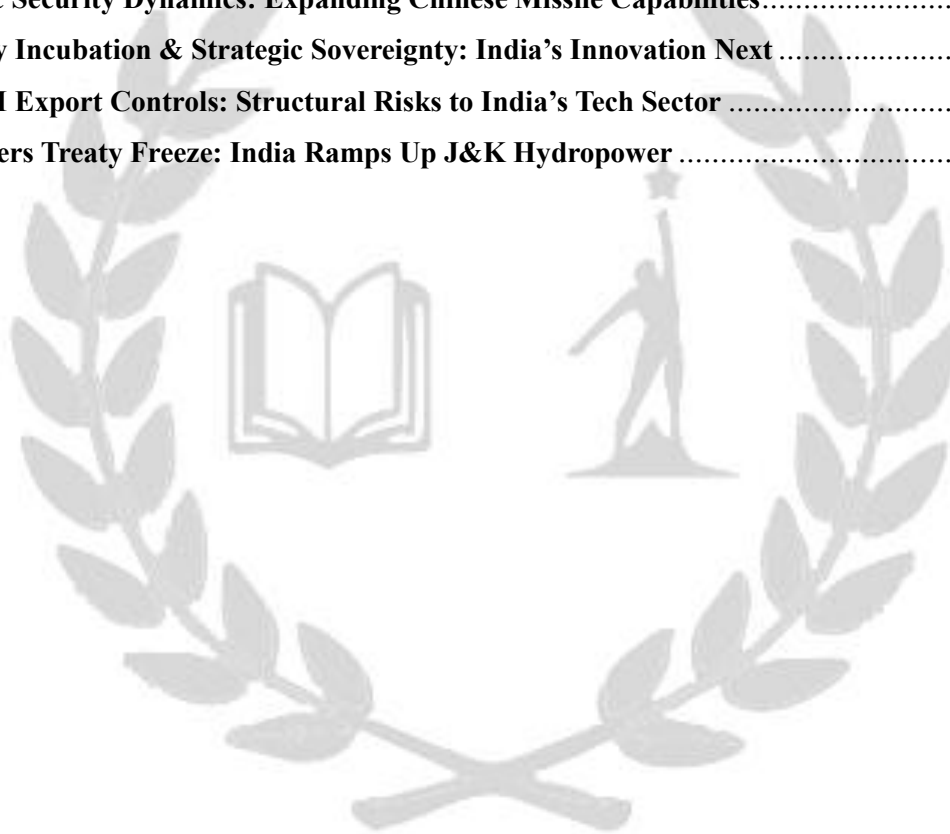 Security Dynamics: Expanding Chinese Missile Capabilities..............
y Incubation & Strategic Sovereignty: India’s Innovation Next ..............
I Export Controls: Structural Risks to India’s Tech Sector ..............
ers Treaty Freeze: India Ramps Up J&K Hydropower ..............